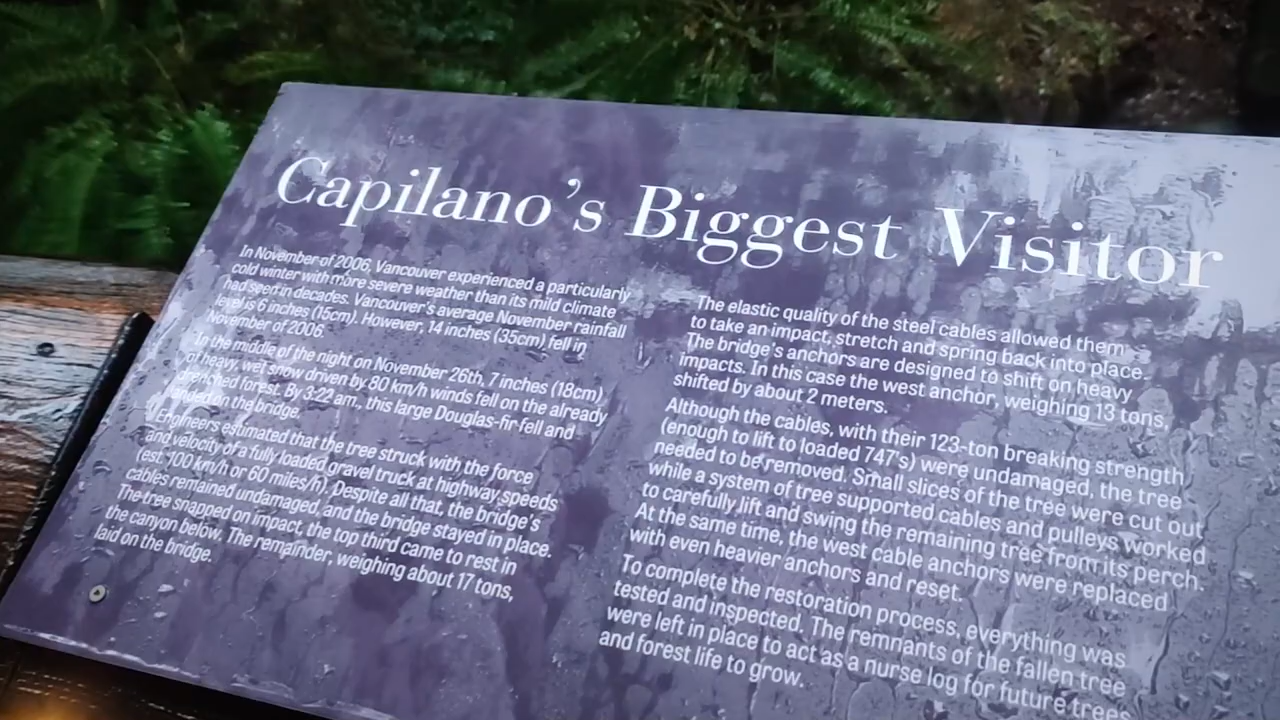 Capilano's Biggest Visitor
In November of 2006, Vancouver experienced a particularly
cold winter with more severe weather than its mild climate
had seen in decades. Vancouver's average November rainfall
level is 6 inches (15cm). However, 14 inches (35cm) fell in
November of 2006.
In the middle of the night on November 26th, 7 inches (18cm)
of heavy, wet snow driven by 80 km/h winds fell on the already
drenched forest. By 3:22 am., this large Douglas-fir fell and
landed on the bridge.
Engineers estimated that the tree struck with the force
and velocity of a fully loaded gravel truck at highway speeds
(est. 100 km/h or 60 miles/h). Despite all that, the bridge's
cables remained undamaged, and the bridge stayed in place.
The tree snapped on impact, the top third came to rest in
the canyon below. The remainder, weighing about 17 tons,
laid on the bridge.
The elastic quality of the steel cables allowed them
to take an impact, stretch and spring back into place.
The bridge's anchors are designed to shift on heavy
impacts. In this case the west anchor, weighing 13 tons,
shifted by about 2 meters.
Although the cables, with their 123-ton breaking strength
(enough to lift to loaded 747's) were undamaged, the tree
needed to be removed. Small slices of the tree were cut out
while a system of tree supported cables and pulleys worked
to carefully lift and swing the remaining tree from its perch.
At the same time, the west cable anchors were replaced
with even heavier anchors and reset.
To complete the restoration process, everything was
tested and inspected. The remnants of the fallen tree
were left in place to act as a nurse log for future trees
and forest life to grow.